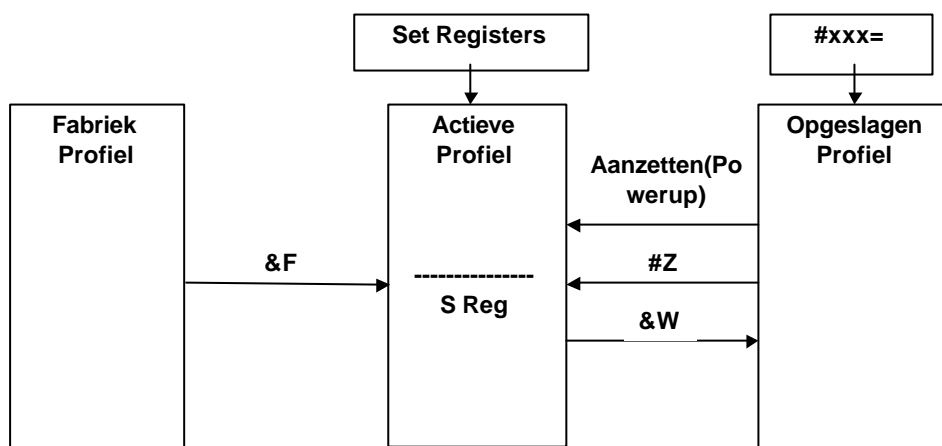 Set Registers
#xxx=
Fabriek
Profiel
Actieve
Profiel
Opgeslagen
Profiel
Aanzetten(Po
werup)
&F
#Z
---------------
S Reg
&W